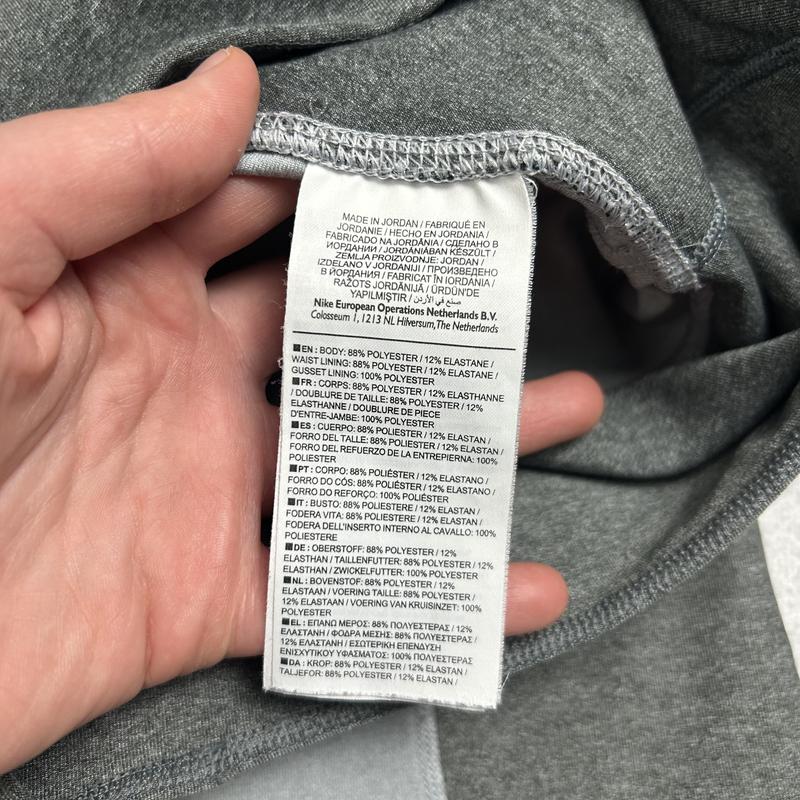 MADE IN JORDAN / FABRIQUÉ EN
JORDANIE / HECHO EN JORDANIA /
FABRICADO NA JORDÂNIA / СДЕЛАНО В
ИОРДАНИИ / JORDÁNIÁBAN KÉSZÜLT /
ZEMLJA PROIZVODNJE: JORDAN /
IZDELANO V JORDANIJI / ПРОИЗВЕДЕНО
В ЙОРДАНИЯ / FABRICAT ÎN IORDANIA /
RAŽOTS JORDĀNIJĀ / ÜRDÜN'DE
YAPILMIŞTIR / صنع في الأردن
Nike European Operations Netherlands B.V.
Colosseum 1, 1213 NL Hilversum, The Netherlands
EN : BODY: 88% POLYESTER / 12% ELASTANE /
WAIST LINING: 88% POLYESTER / 12% ELASTANE /
GUSSET LINING: 100% POLYESTER
FR : CORPS: 88% POLYESTER / 12% ELASTHANNE
/ DOUBLURE DE TAILLE: 88% POLYESTER / 12%
ELASTHANNE / DOUBLURE DE PIECE
D'ENTRE-JAMBE: 100% POLYESTER
ES : CUERPO: 88% POLIÉSTER / 12% ELASTAN /
FORRO DEL TALLE: 88% POLIÉSTER / 12% ELASTAN /
FORRO DEL REFUERZO DE LA ENTREPIERNA: 100%
POLIÉSTER
PT : CORPO: 88% POLIÉSTER / 12% ELASTANO /
FORRO DO CÓS: 88% POLIÉSTER / 12% ELASTANO /
FORRO DO REFORÇO: 100% POLIÉSTER
IT : BUSTO: 88% POLIESTERE / 12% ELASTAN /
FODERA VITA: 88% POLIESTERE / 12% ELASTAN /
FODERA DELL'INSERTO INTERNO AL CAVALLO: 100%
POLIESTERE
DE : OBERSTOFF: 88% POLYESTER / 12%
ELASTHAN / TAILLENFUTTER: 88% POLYESTER / 12%
ELASTHAN / ZWICKELFUTTER: 100% POLYESTER
NL : BOVENSTOF: 88% POLYESTER / 12%
ELASTAAN / VOERING TAILLE: 88% POLYESTER /
12% ELASTAAN / VOERING VAN KRUISINZET: 100%
POLYESTER
EL : ΕΠΑΝΩ ΜΕΡΟΣ: 88% ΠΟΛΥΕΣΤΕΡΑΣ / 12%
ΕΛΑΣΤΑΝΗ / ΦΟΔΡΑ ΜΕΣΗΣ: 88% ΠΟΛΥΕΣΤΕΡΑΣ /
12% ΕΛΑΣΤΑΝΗ / ΕΣΩΤΕΡΙΚΗ ΕΠΕΝΔΥΣΗ
ΕΝΙΣΧΥΤΙΚΟΥ ΥΦΑΣΜΑΤΟΣ: 100% ΠΟΛΥΕΣΤΕΡΑΣ
DA : KROP: 88% POLYESTER / 12% ELASTAN /
TALJEFOR: 88% POLYESTER / 12% ELASTAN /